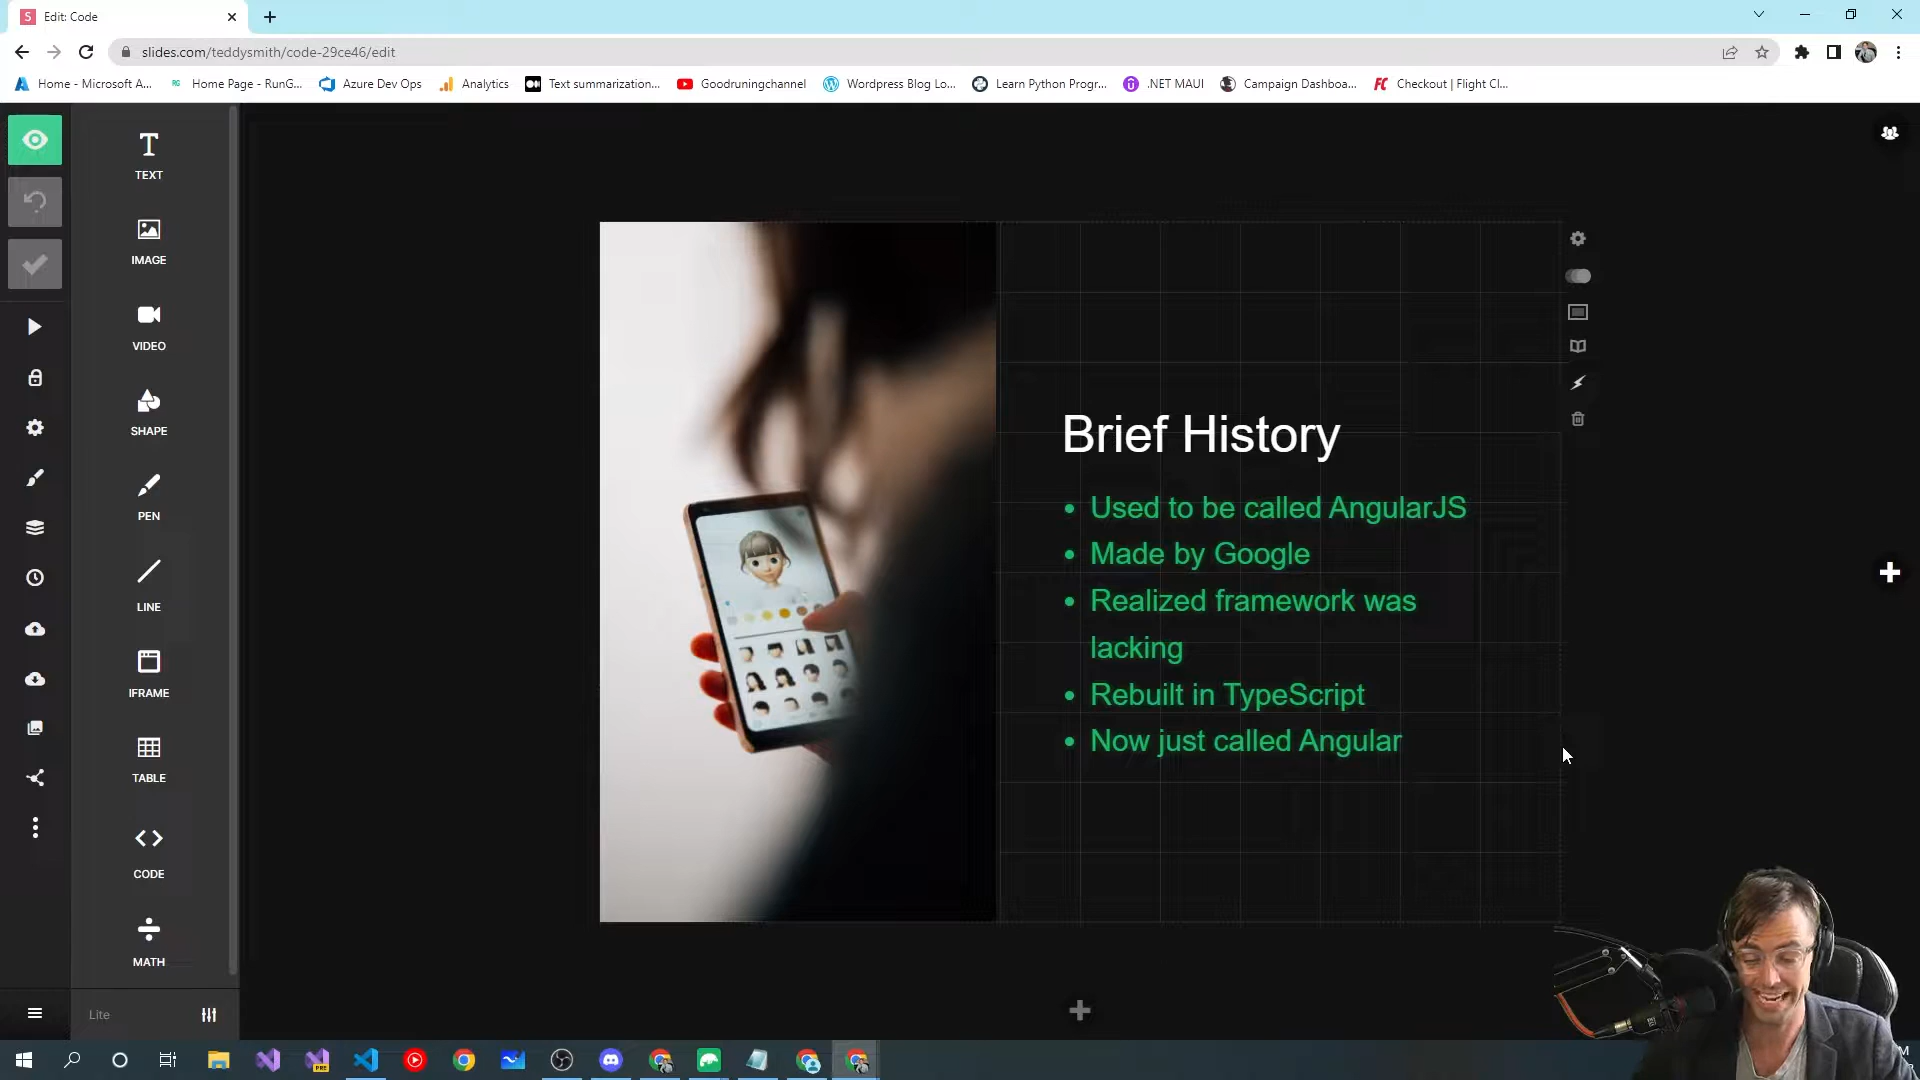 Edit: Code
slides.com/teddysmith/code-29ce46/edit
Home - Microsoft A... Home Page - RunG... Azure Dev Ops Analytics Text summarization... Goodruningchannel Wordpress Blog Lo... Learn Python Progr... .NET MAUI Campaign Dashboa... Checkout | Flight Cl...
TEXT
IMAGE
VIDEO
SHAPE
PEN
LINE
IFRAME
TABLE
CODE
MATH
Lite
Brief History
• Used to be called AngularJS
• Made by Google
• Realized framework was
lacking
• Rebuilt in TypeScript
• Now just called Angular